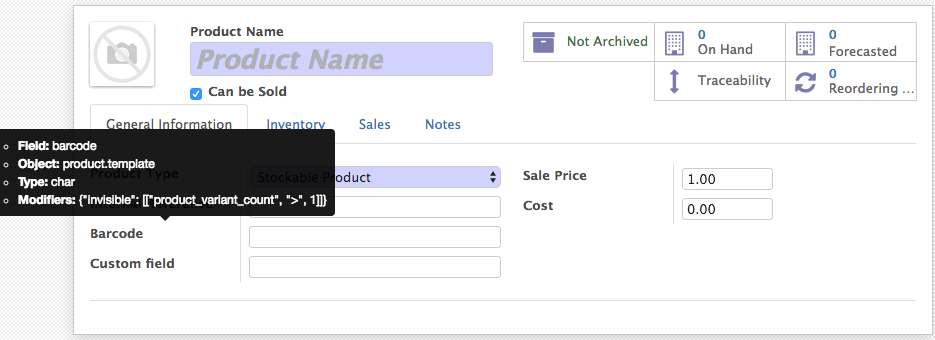 Product Name
Product Name
Can be Sold
Not Archived
0
On Hand
0
Forecasted
Traceability
0
Reordering ...
General Information
Inventory
Sales
Notes
Field: barcode
Object: product.template
Type: char
Modifiers: {"invisible": [["product_variant_count", ">", 1]]}
Product Type
Stockable Product
Barcode
Custom field
Sale Price
1.00
Cost
0.00